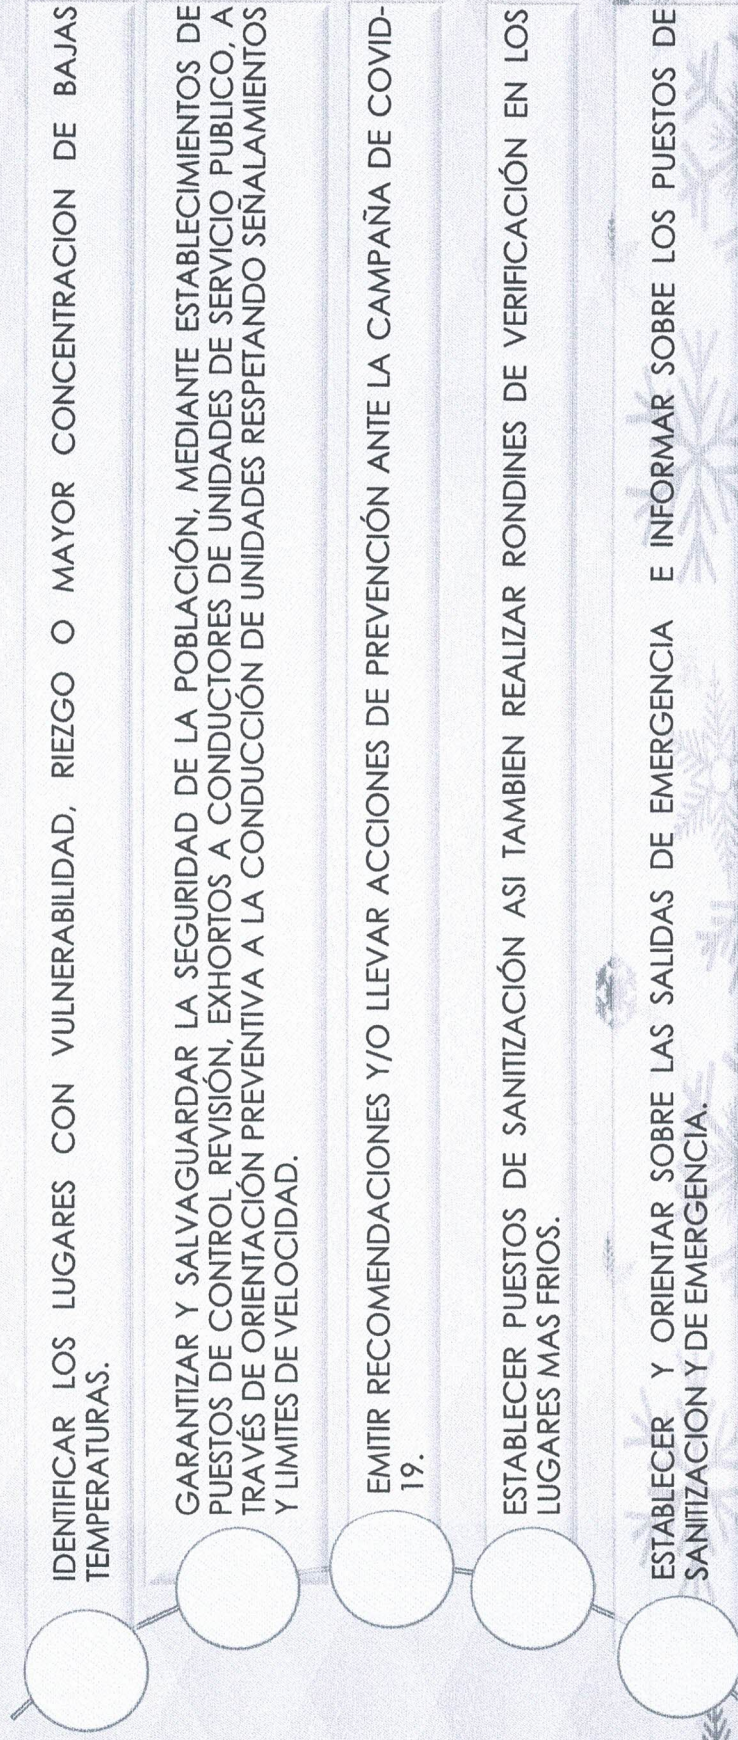 IDENTIFICAR LOS LUGARES CON VULNERABILIDAD, RIEZGO O MAYOR CONCENTRACION DE BAJAS
TEMPERATURAS.
GARANTIZAR Y SALVAGUARDAR LA SEGURIDAD DE LA POBLACIÓN, MEDIANTE ESTABLECIMIENTOS DE
PUESTOS DE CONTROL REVISIÓN, EXHORTOS A CONDUCTORES DE UNIDADES DE SERVICIO PUBLICO, A
TRAVÉS DE ORIENTACIÓN PREVENTIVA A LA CONDUCCIÓN DE UNIDADES RESPETANDO SEÑALAMIENTOS
Y LIMITES DE VELOCIDAD.
EMITIR RECOMENDACIONES Y/O LLEVAR ACCIONES DE PREVENCIÓN ANTE LA CAMPAÑA DE COVID-
19.
ESTABLECER PUESTOS DE SANITIZACIÓN ASI TAMBIEN REALIZAR RONDINES DE VERIFICACIÓN EN LOS
LUGARES MAS FRIOS.
ESTABLECER Y ORIENTAR SOBRE LAS SALIDAS DE EMERGENCIA E INFORMAR SOBRE LOS PUESTOS DE
SANITIZACION Y DE EMERGENCIA.